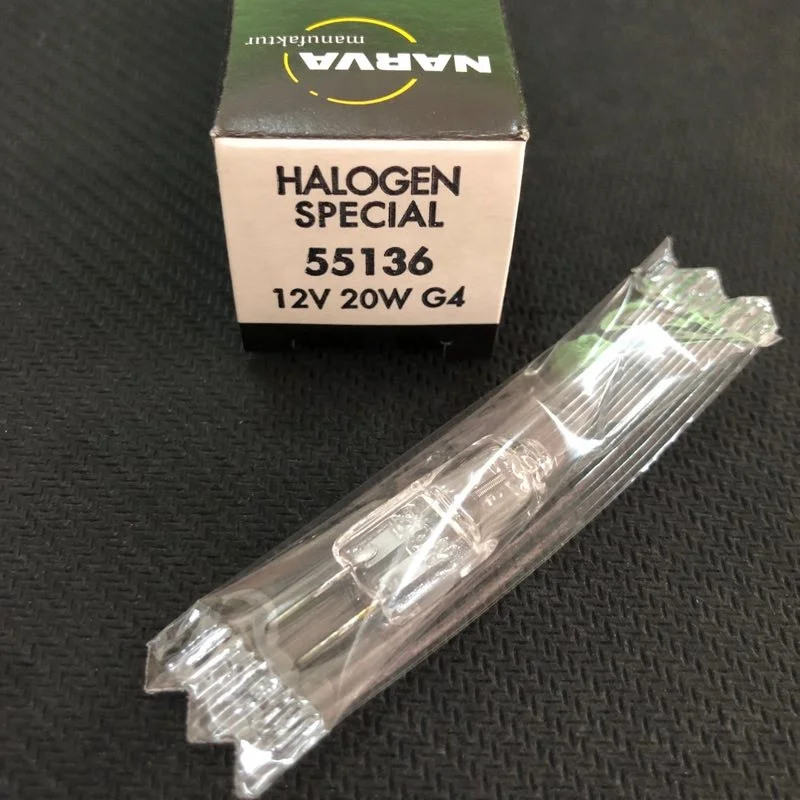 NARVA
manufaktur
HALOGEN
SPECIAL
55136
12V 20W G4